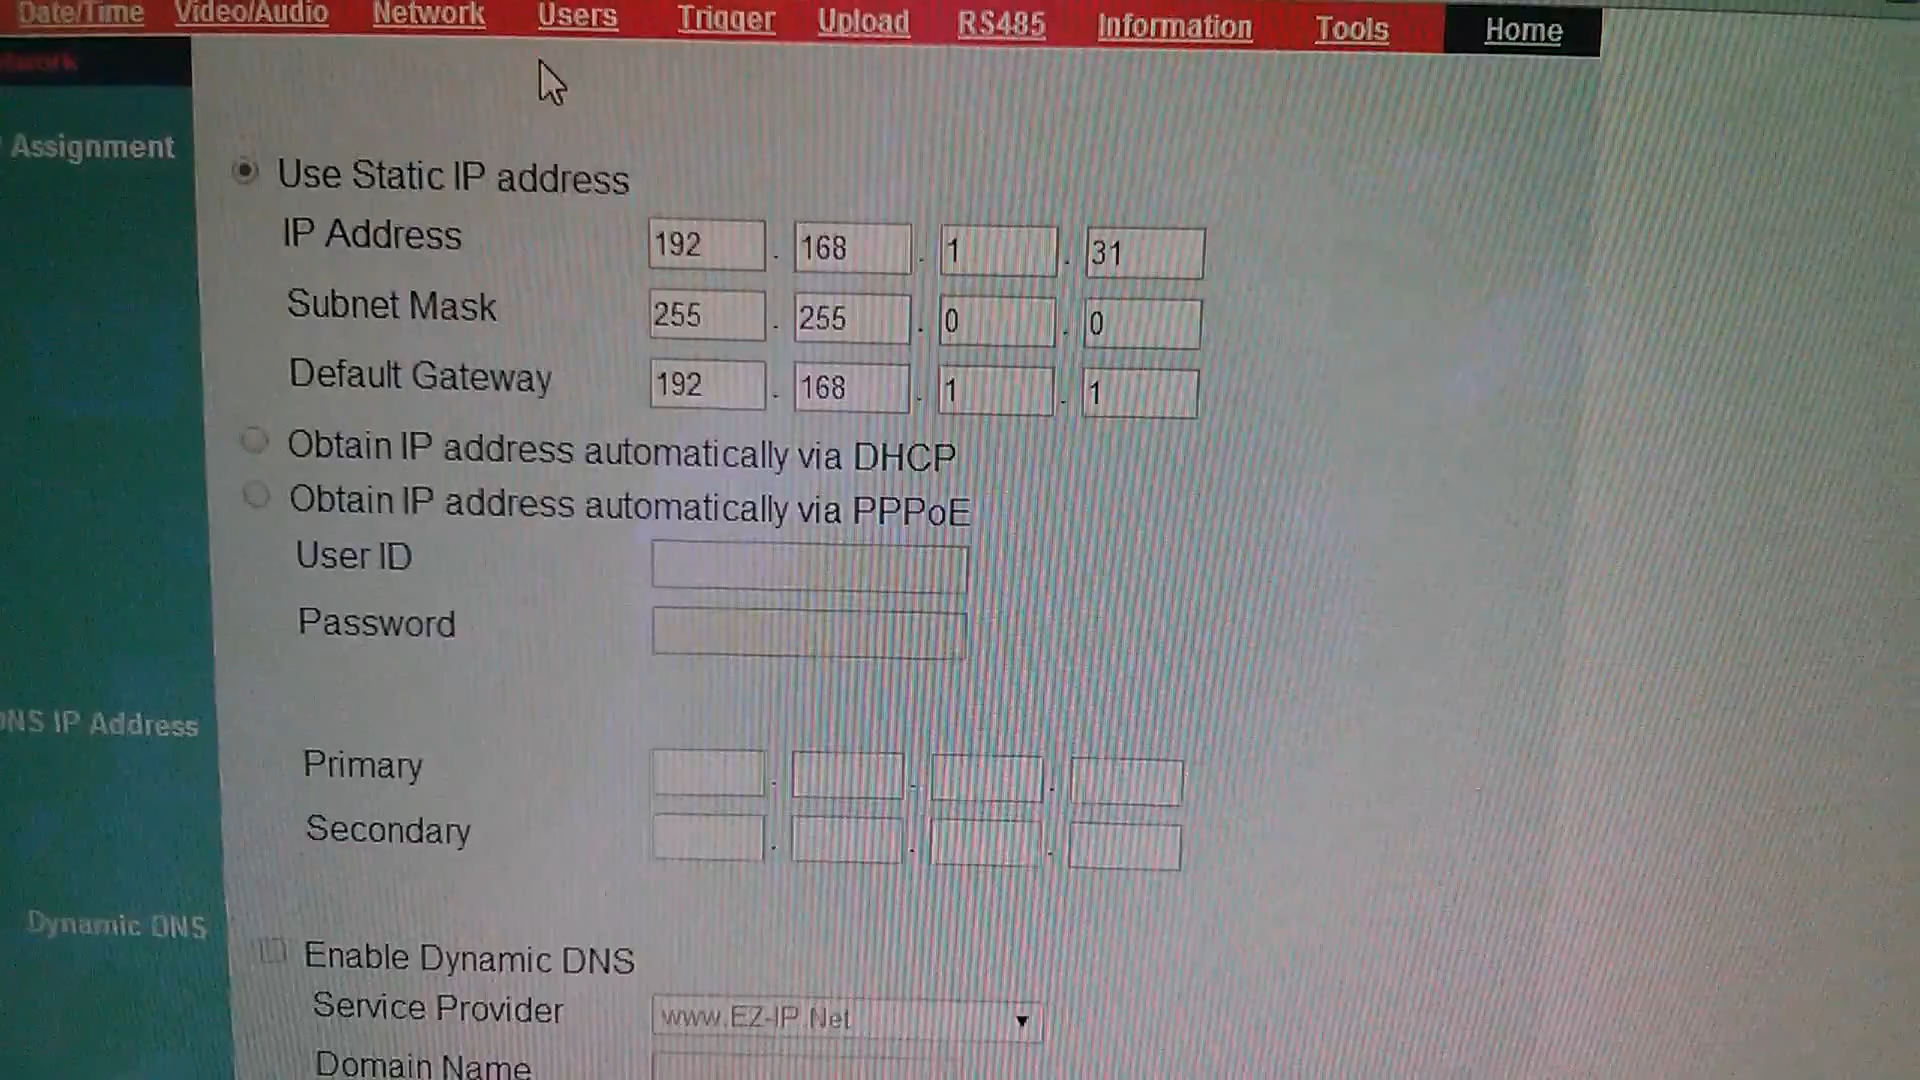 Date/Time Video/Audio Network Users Trigger Upload RS485 Information Tools Home
Network
Assignment
Use Static IP address
IP Address 192 . 168 . 1 . 31
Subnet Mask 255 . 255 . 0 . 0
Default Gateway 192 . 168 . 1 . 1
Obtain IP address automatically via DHCP
Obtain IP address automatically via PPPoE
User ID
Password
DNS IP Address
Primary . . .
Secondary . . .
Dynamic DNS
Enable Dynamic DNS
Service Provider www.EZ-IP.Net
Domain Name